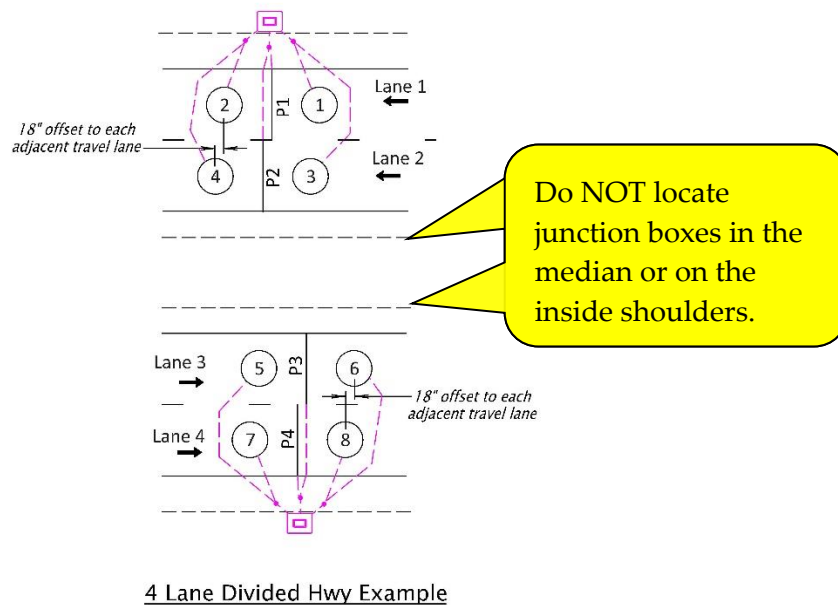 Lane 1
2
1
P1
18" offset to each
adjacent travel lane
Lane 2
4
P2
3
Do NOT locate
junction boxes in the
median or on the
inside shoulders.
Lane 3
5
P3
6
18" offset to each
adjacent travel lane
Lane 4
7
P4
8
4 Lane Divided Hwy Example